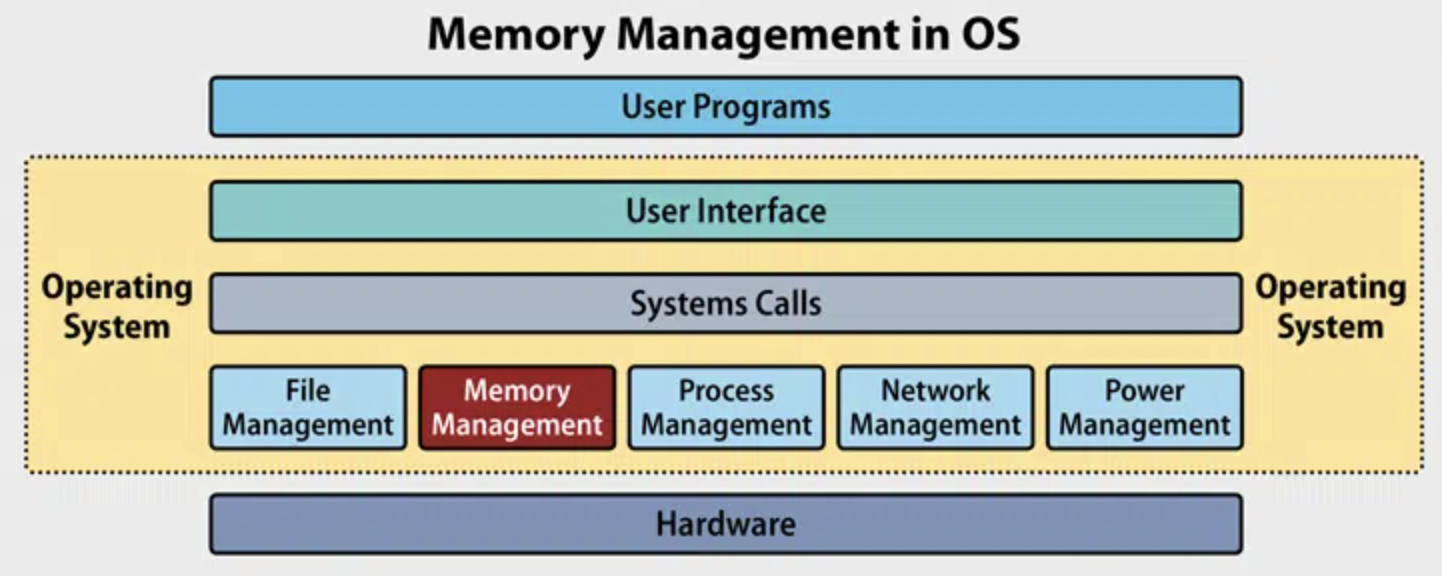 Memory Management in OS
User Programs
User Interface
Operating
System
Systems Calls
Operating
System
File
Management
Memory
Management
Process
Management
Network
Management
Power
Management
Hardware